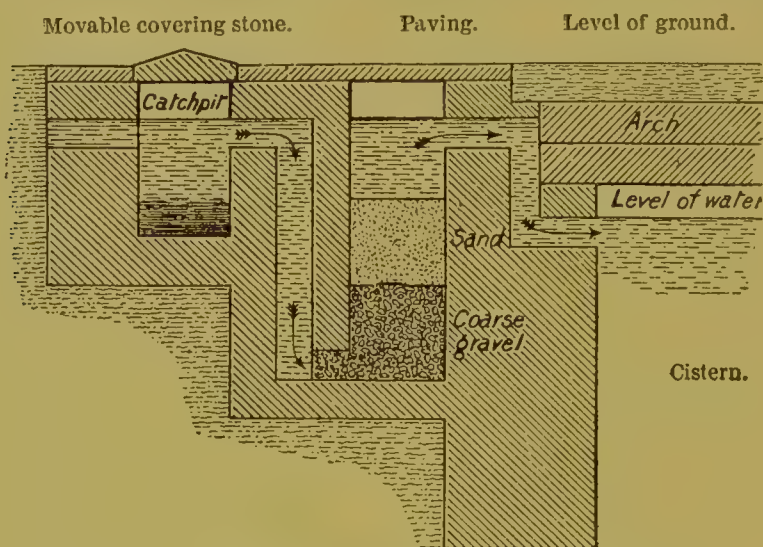 Movable covering stone. Paving. Level of ground.
Catchpit
Arch
Level of water
Sand
Coarse
gravel
Cistern.